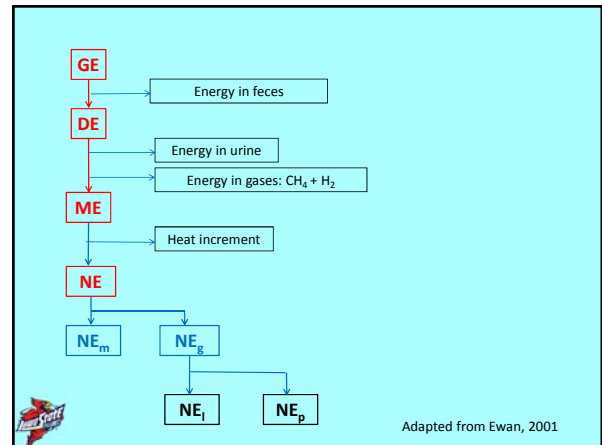 GE
Energy in feces
DE
Energy in urine
Energy in gases: CH₄ + H₂
ME
Heat increment
NE
NEₘ
NE_g
NEₗ
NEₚ
Adapted from Ewan, 2001